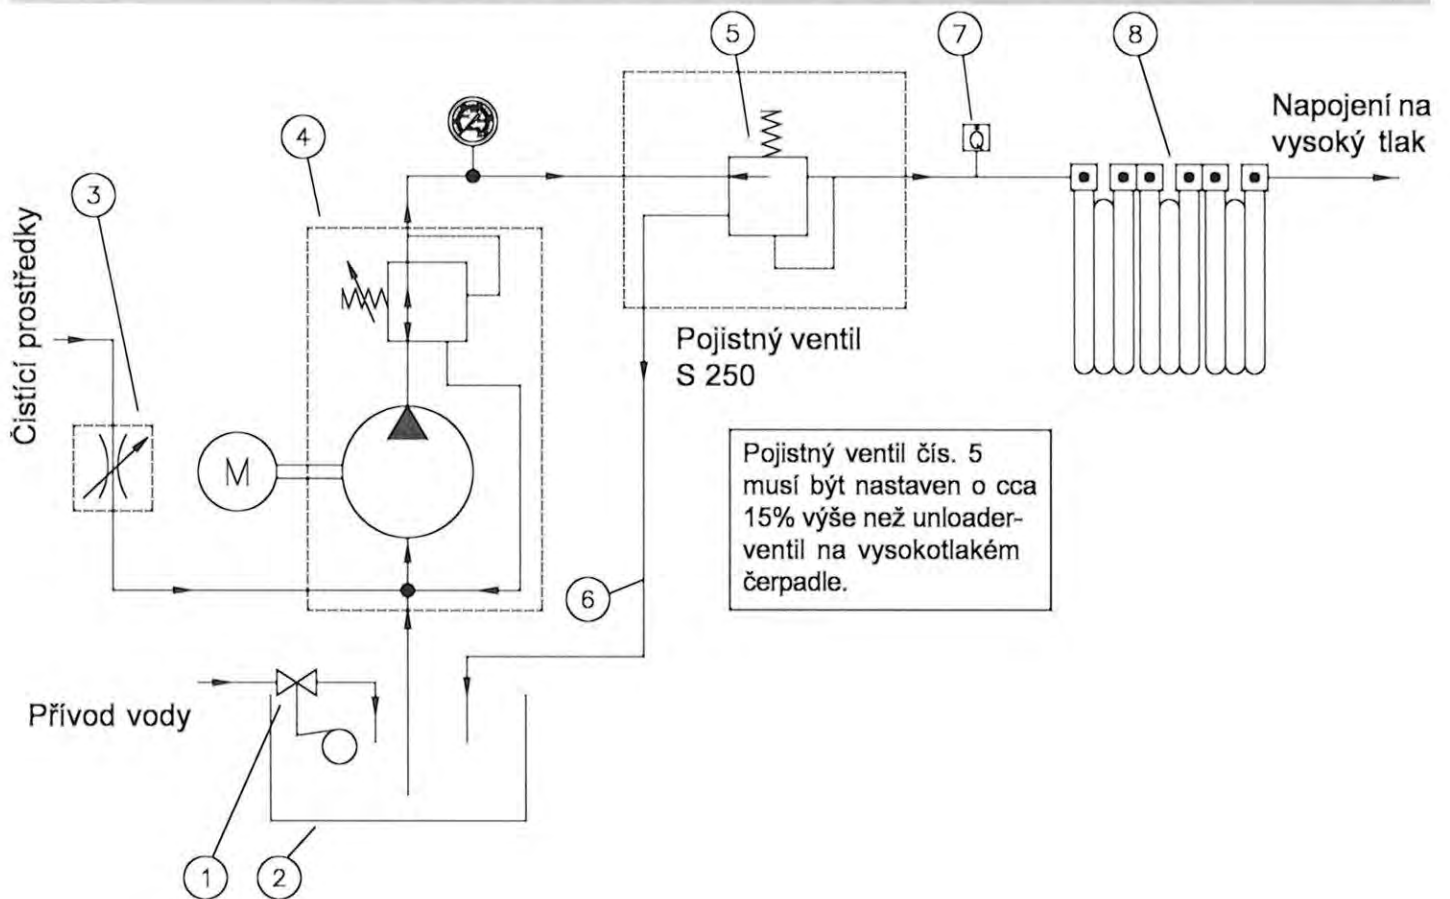 5
7
8
4
3
Napojení na
vysoký tlak
Čistící prostředky
Q
Pojistný ventil
S 250
M
Pojistný ventil čís. 5
musí být nastaven o cca
15% výše než unloader-
ventil na vysokotlakém
čerpadle.
6
Přívod vody
1
2